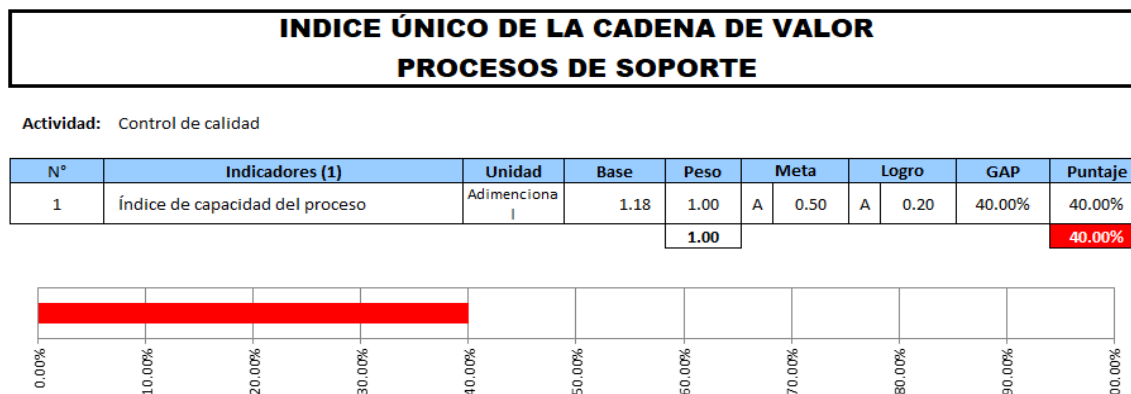 INDICE ÚNICO DE LA CADENA DE VALOR
PROCESOS DE SOPORTE
Actividad: Control de calidad
N° Indicadores (1) Unidad Base Peso Meta Logro GAP Puntaje
1 Índice de capacidad del proceso Adimenciona
l 1.18 1.00 A 0.50 A 0.20 40.00% 40.00%
1.00 40.00%
0.00% 10.00% 20.00% 30.00% 40.00% 50.00% 60.00% 70.00% 80.00% 90.00% 00.00%